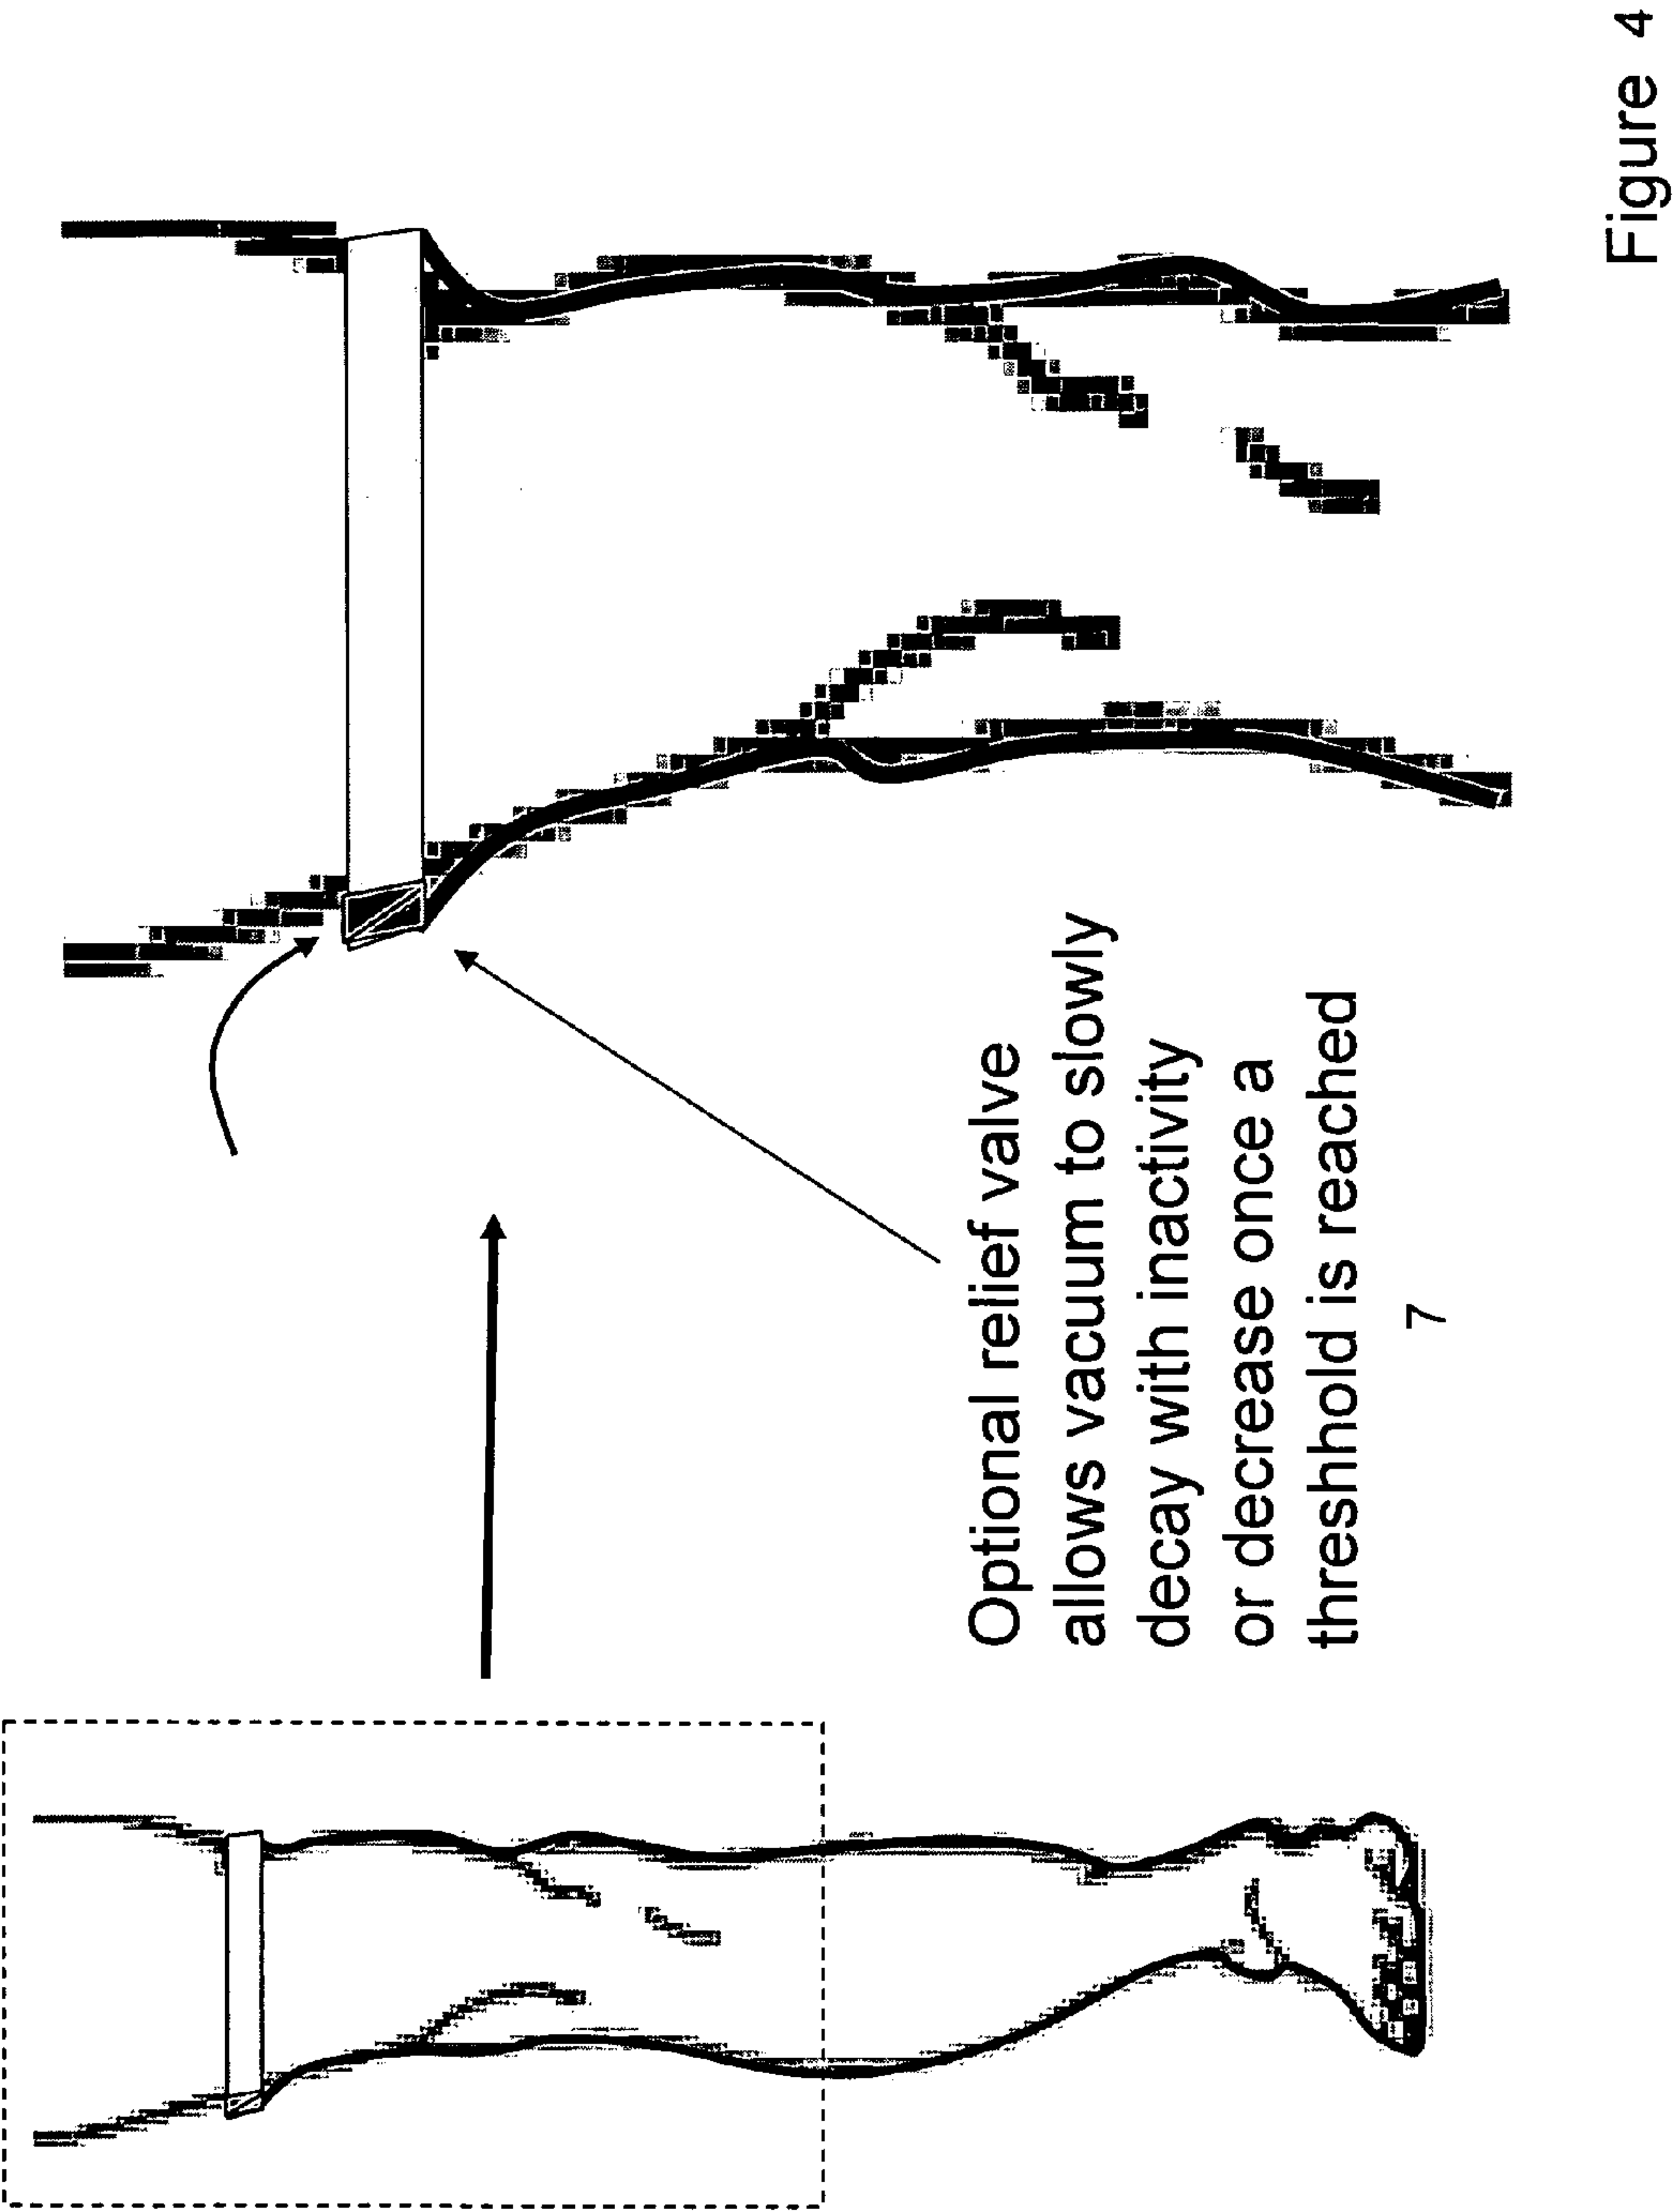 Optional relief valve
allows vacuum to slowly
decay with inactivity
or decrease once a
threshhold is reached
7
Figure 4